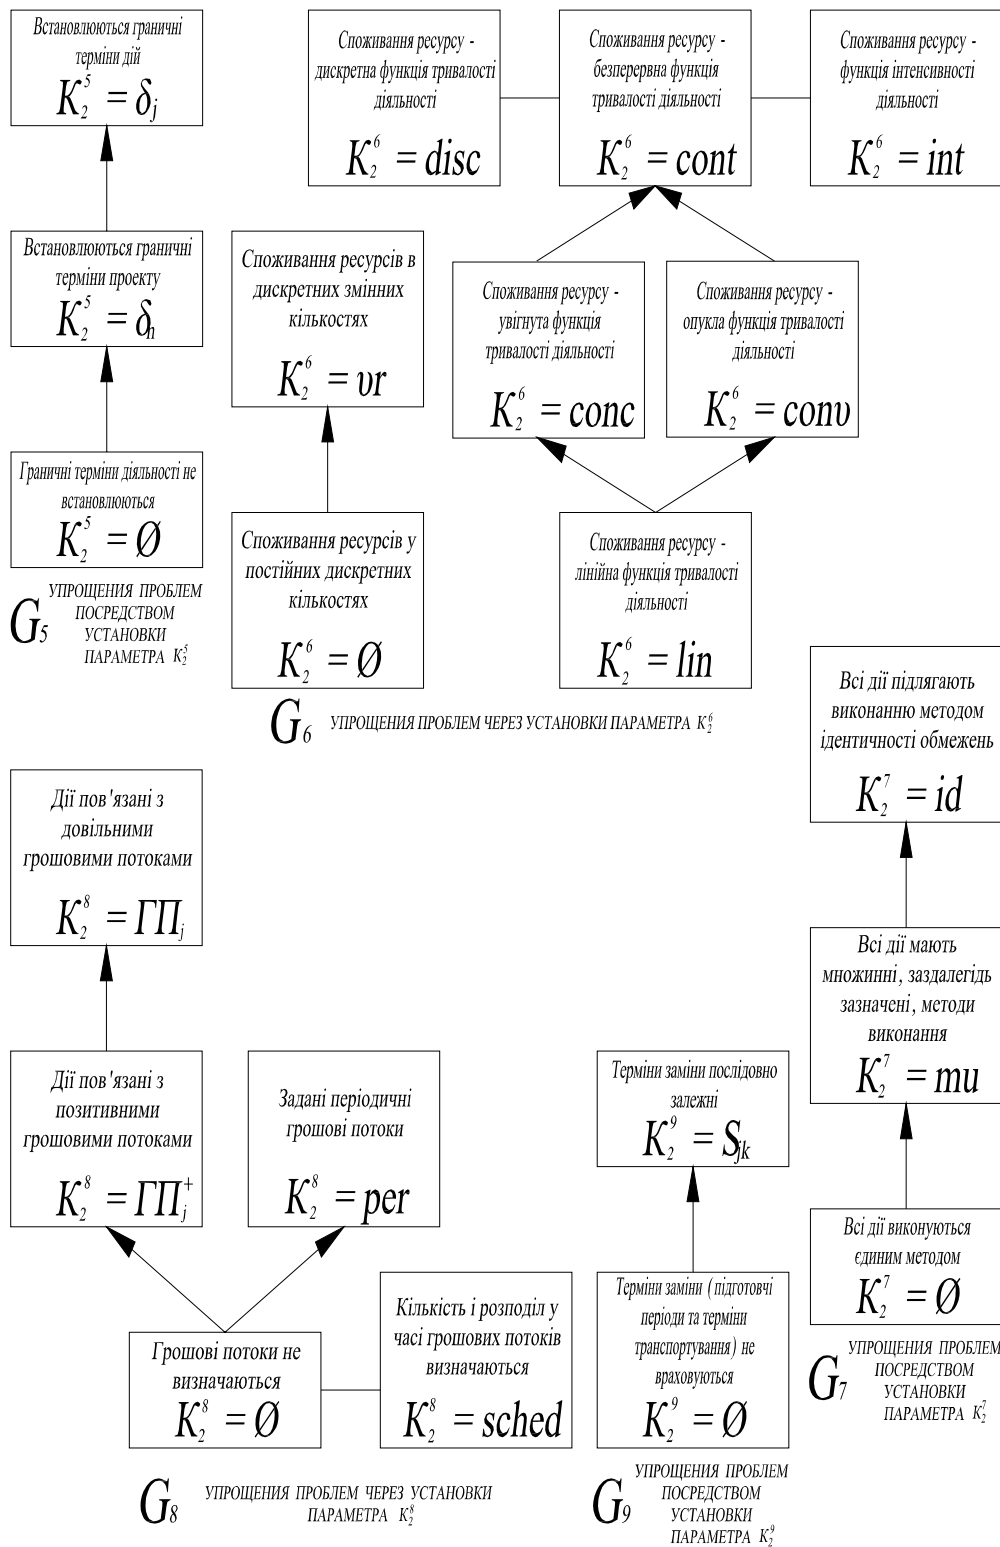 Встановлюються граничні
терміни дій
K₂⁵ = δⱼ
Встановлюються граничні
терміни проекту
K₂⁵ = δₙ
Граничні терміни діяльності не
встановлюються
K₂⁵ = Ø
G₅ УПРОЩЕНИЯ ПРОБЛЕМ
ПОСРЕДСТВОМ
УСТАНОВКИ
ПАРАМЕТРА K₂⁵
Споживання ресурсу -
дискретна функція тривалості
діяльності
K₂⁶ = disc
Споживання ресурсу -
безперервна функція
тривалості діяльності
K₂⁶ = cont
Споживання ресурсу -
функція інтенсивності
діяльності
K₂⁶ = int
Споживання ресурсів в
дискретних змінних
кількостях
K₂⁶ = υr
Споживання ресурсу -
увігнута функція
тривалості діяльності
K₂⁶ = conc
Споживання ресурсу -
опукла функція тривалості
діяльності
K₂⁶ = conυ
Споживання ресурсів у
постійних дискретних
кількостях
K₂⁶ = Ø
Споживання ресурсу -
лінійна функція тривалості
діяльності
K₂⁶ = lin
G₆ УПРОЩЕНИЯ ПРОБЛЕМ ЧЕРЕЗ УСТАНОВКИ ПАРАМЕТРА K₂⁶
Всі дії підлягають
виконанню методом
ідентичності обмежень
K₂⁷ = id
Всі дії мають
множинні, заздалегідь
зазначені, методи
виконання
K₂⁷ = mu
Всі дії виконуються
єдиним методом
K₂⁷ = Ø
G₇ УПРОЩЕНИЯ ПРОБЛЕМ
ПОСРЕДСТВОМ
УСТАНОВКИ
ПАРАМЕТРА K₂⁷
Дії пов'язані з
довільними
грошовими потоками
K₂⁸ = ГПⱼ
Дії пов'язані з
позитивними
грошовими потоками
K₂⁸ = ГПⱼ⁺
Задані періодичні
грошові потоки
K₂⁸ = per
Грошові потоки не
визначаються
K₂⁸ = Ø
Кількість і розподіл у
часі грошових потоків
визначаються
K₂⁸ = sched
G₈ УПРОЩЕНИЯ ПРОБЛЕМ ЧЕРЕЗ УСТАНОВКИ
ПАРАМЕТРА K₂⁸
Терміни заміни послідовно
залежні
K₂⁹ = Sⱼₖ
Терміни заміни (підготовчі
періоди та терміни
транспортування) не
враховуються
K₂⁹ = Ø
G₉ УПРОЩЕНИЯ ПРОБЛЕМ
ПОСРЕДСТВОМ
УСТАНОВКИ
ПАРАМЕТРА K₂⁹